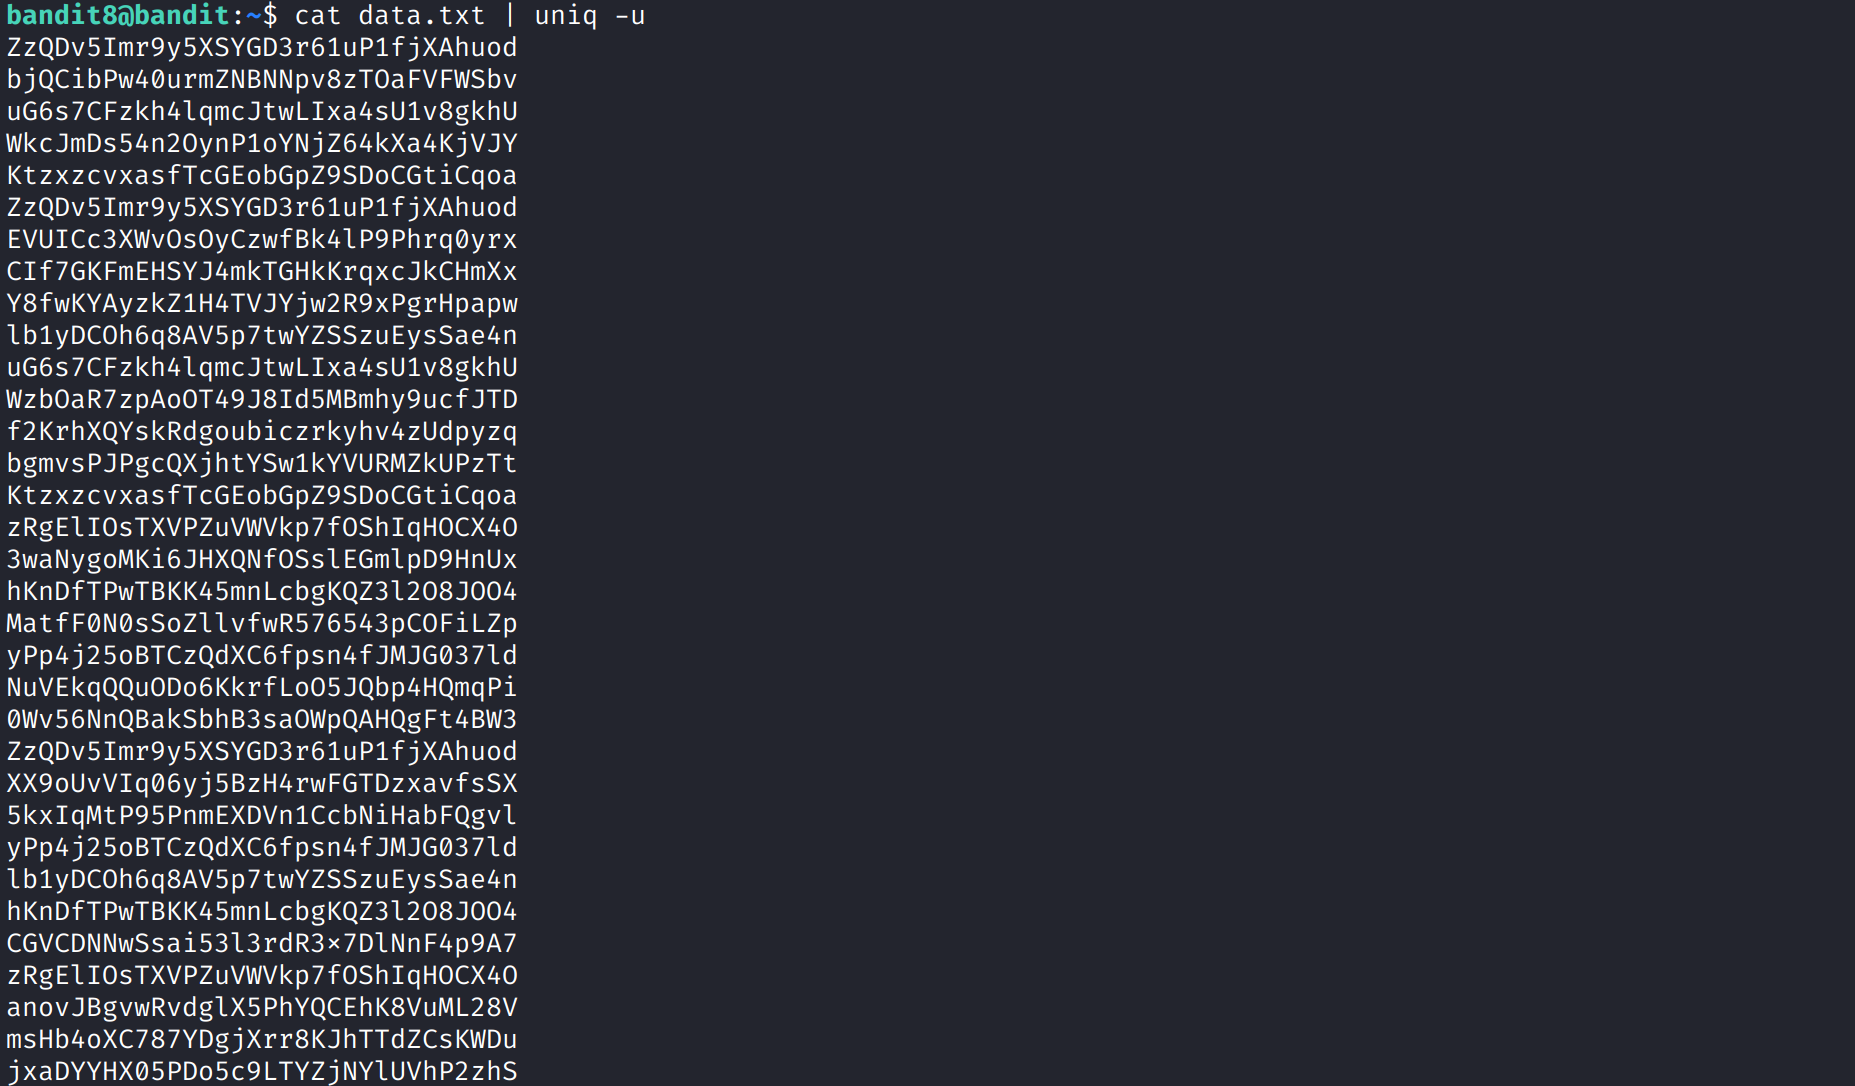 bandit8@bandit:~$ cat data.txt | uniq -u
ZzQDv5Imr9y5XSYGD3r61uP1fjXAhuod
bjQCibPw40urmZNBNNpv8zTOaFVFWSbv
uG6s7CFzkh4lqmcJtwLIxa4sU1v8gkhU
WkcJmDs54n2OynP1oYNjZ64kXa4KjVJY
KtzxzcvxasfTcGEobGpZ9SDoCGtiCqoa
ZzQDv5Imr9y5XSYGD3r61uP1fjXAhuod
EVUICc3XWvOsOyCzwfBk4lP9Phrq0yrx
CIf7GKFmEHSYJ4mkTGHkKrqxcJkCHmXx
Y8fwKYAyzkZ1H4TVJYjw2R9xPgrHpapw
lb1yDCOh6q8AV5p7twYZSSzuEysSae4n
uG6s7CFzkh4lqmcJtwLIxa4sU1v8gkhU
WzbOaR7zpAoOT49J8Id5MBmhy9ucfJTD
f2KrhXQYskRdgoubiczrkyhv4zUdpyzq
bgmvsPJPgcQXjhtYSw1kYVURMZkUPzTt
KtzxzcvxasfTcGEobGpZ9SDoCGtiCqoa
zRgElIOsTXVPZuVWVkp7fOShIqHOCX4O
3waNygoMKi6JHXQNfOSslEGmlpD9HnUx
hKnDfTPwTBKK45mnLcbgKQZ3l2O8JOO4
MatfF0N0sSoZllvfwR576543pCOFiLZp
yPp4j25oBTCzQdXC6fpsn4fJMJG037ld
NuVEkqQQuODo6KkrfLoO5JQbp4HQmqPi
0Wv56NnQBakSbhB3saOWpQAHQgFt4BW3
ZzQDv5Imr9y5XSYGD3r61uP1fjXAhuod
XX9oUvVIq06yj5BzH4rwFGTDzxavfsSX
5kxIqMtP95PnmEXDVn1CcbNiHabFQgvl
yPp4j25oBTCzQdXC6fpsn4fJMJG037ld
lb1yDCOh6q8AV5p7twYZSSzuEysSae4n
hKnDfTPwTBKK45mnLcbgKQZ3l2O8JOO4
CGVCDNNwSsai53l3rdR3×7DlNnF4p9A7
zRgElIOsTXVPZuVWVkp7fOShIqHOCX4O
anovJBgvwRvdglX5PhYQCEhK8VuML28V
msHb4oXC787YDgjXrr8KJhTTdZCsKWDu
jxaDYYHX05PDo5c9LTYZjNYlUVhP2zhS